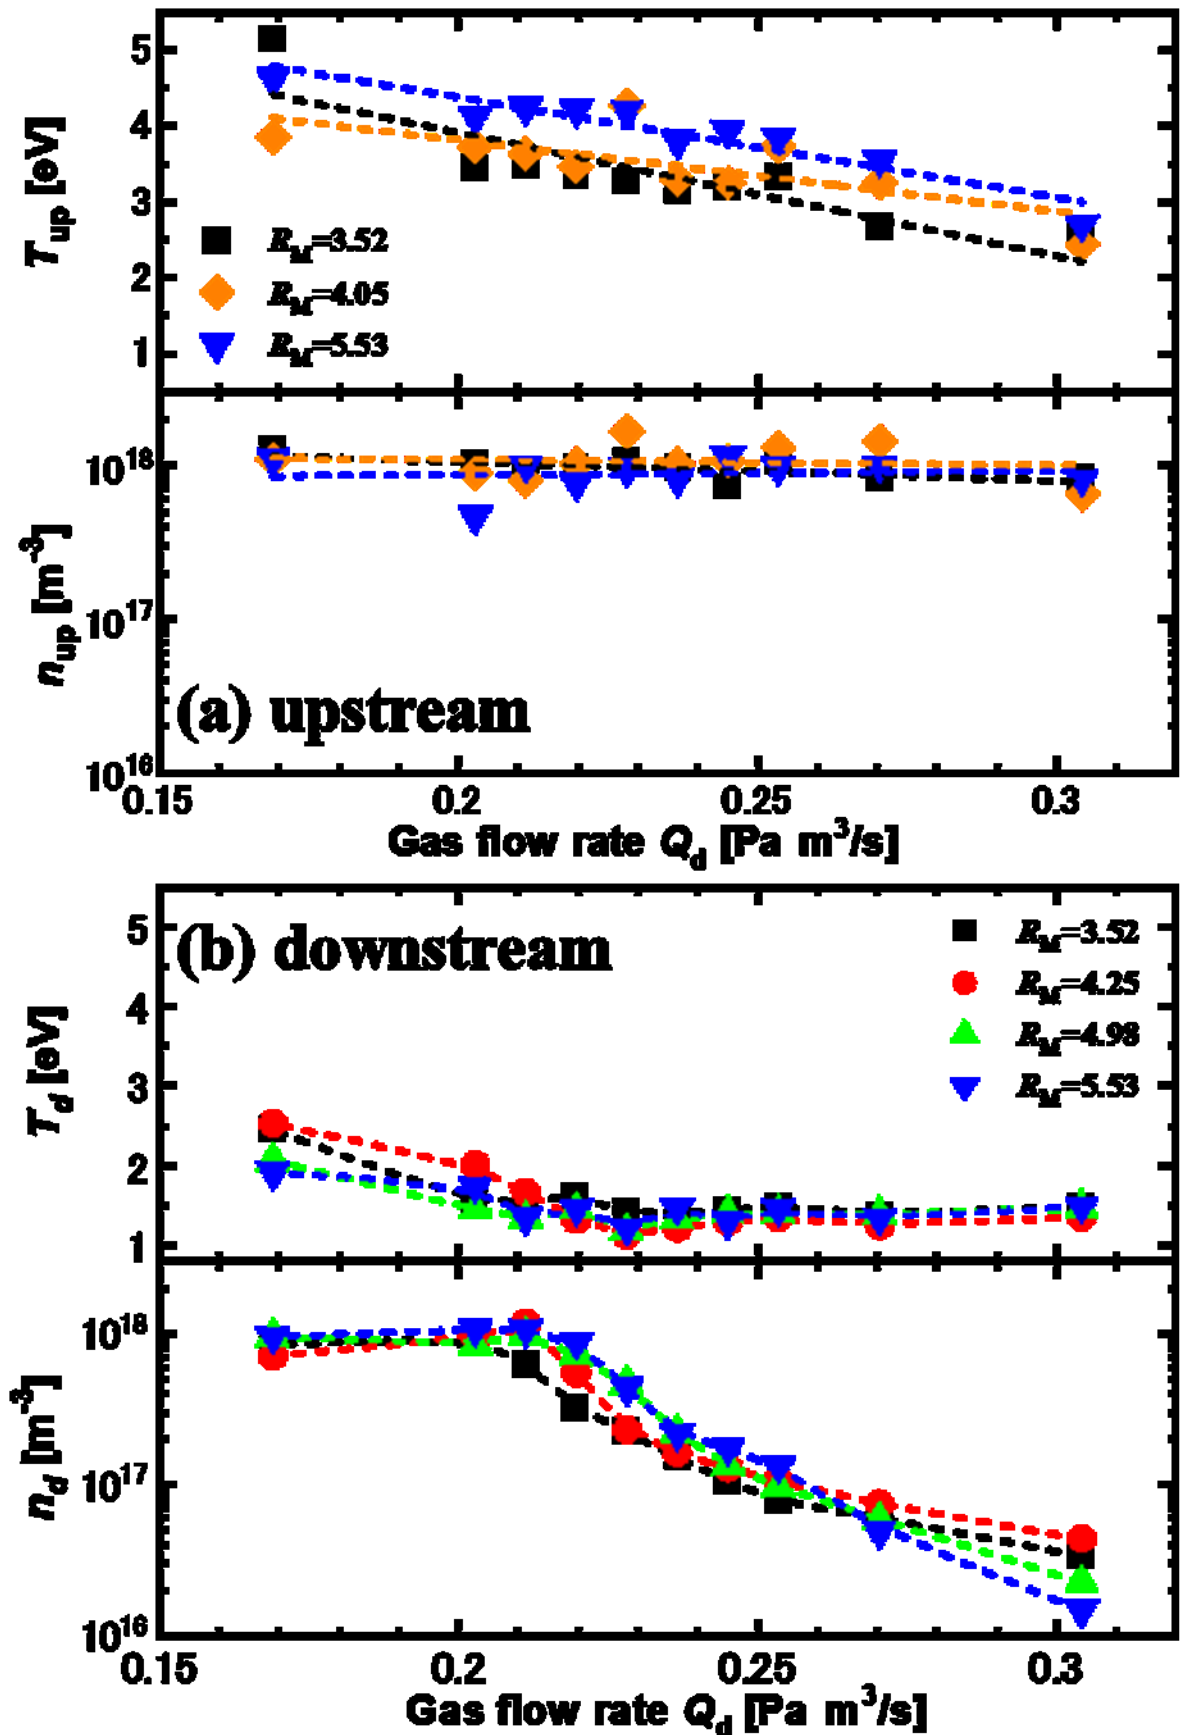 5
4
3
2
1
T_up [eV]
R_M=3.52
R_M=4.05
R_M=5.53
10^18
10^17
10^16
n_up [m^-3]
(a) upstream
0.15 0.2 0.25 0.3
Gas flow rate Q_d [Pa m^3/s]
5
4
3
2
1
T_d [eV]
(b) downstream
R_M=3.52
R_M=4.25
R_M=4.98
R_M=5.53
10^18
10^17
10^16
n_d [m^-3]
0.15 0.2 0.25 0.3
Gas flow rate Q_d [Pa m^3/s]